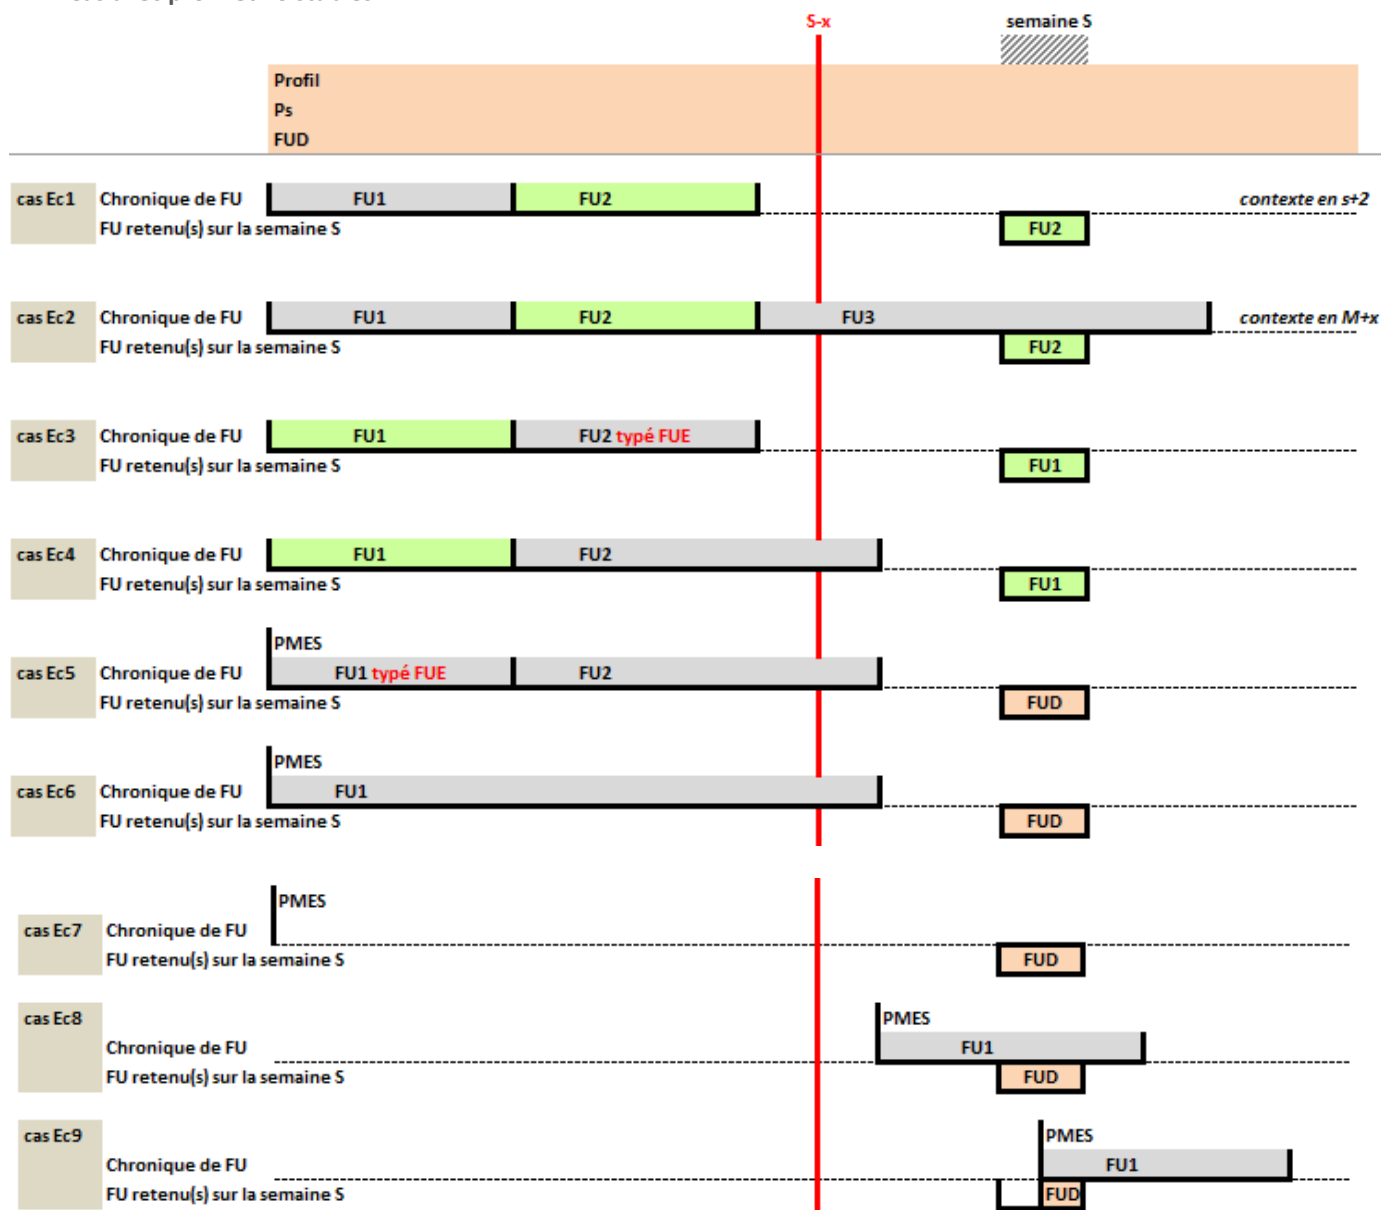 S-x semaine S
Profil
Ps
FUD
cas Ec1 Chronique de FU FU1 FU2 contexte en s+2
FU retenu(s) sur la semaine S FU2
cas Ec2 Chronique de FU FU1 FU2 FU3 contexte en M+x
FU retenu(s) sur la semaine S FU2
cas Ec3 Chronique de FU FU1 FU2 typé FUE
FU retenu(s) sur la semaine S FU1
cas Ec4 Chronique de FU FU1 FU2
FU retenu(s) sur la semaine S FU1
PMES
cas Ec5 Chronique de FU FU1 typé FUE FU2
FU retenu(s) sur la semaine S FUD
PMES
cas Ec6 Chronique de FU FU1
FU retenu(s) sur la semaine S FUD
PMES
cas Ec7 Chronique de FU
FU retenu(s) sur la semaine S FUD
cas Ec8 PMES
Chronique de FU FU1
FU retenu(s) sur la semaine S FUD
cas Ec9 PMES
Chronique de FU FU1
FU retenu(s) sur la semaine S FUD